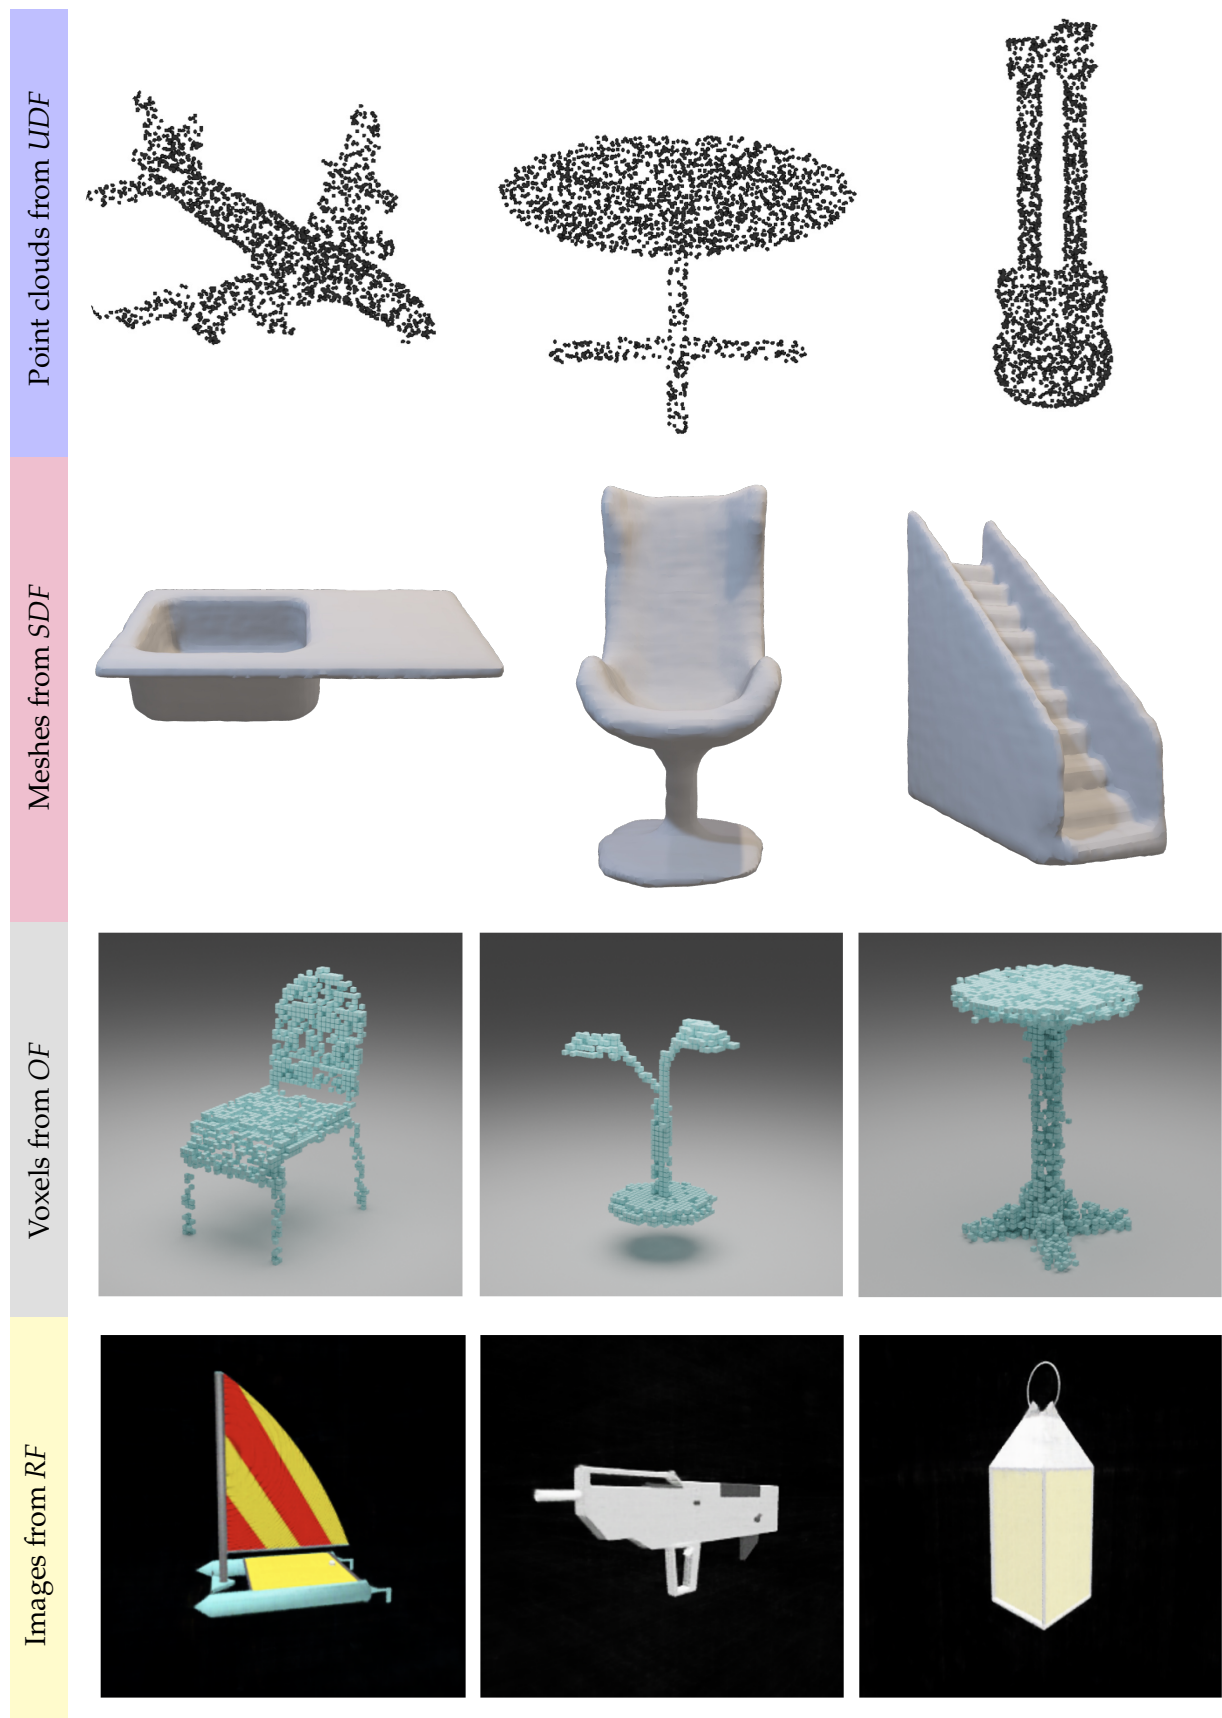 Point clouds from UDF
Meshes from SDF
Voxels from OF
Images from RF